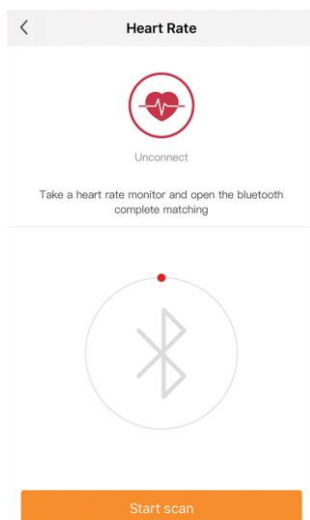 Heart Rate
Unconnect
Take a heart rate monitor and open the bluetooth
complete matching
Start scan